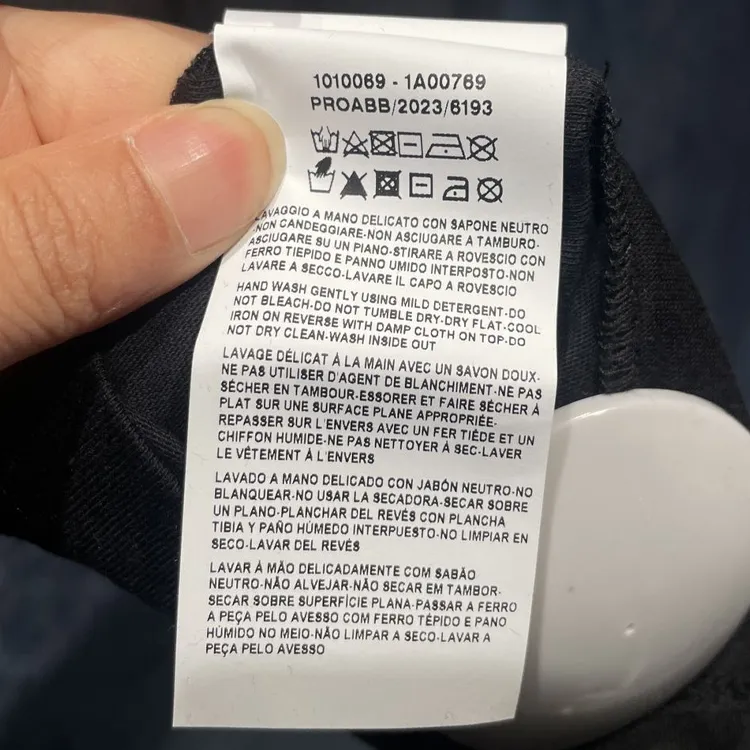 1010069 - 1A00769
PROABB/2023/6193
LAVAGGIO A MANO DELICATO CON SAPONE NEUTRO-
NON CANDEGGIARE-NON ASCIUGARE A TAMBURO-
ASCIUGARE SU UN PIANO-STIRARE A ROVESCIO CON
FERRO TIEPIDO E PANNO UMIDO INTERPOSTO-NON
LAVARE A SECCO-LAVARE IL CAPO A ROVESCIO
HAND WASH GENTLY USING MILD DETERGENT-DO
NOT BLEACH-DO NOT TUMBLE DRY-DRY FLAT-COOL
IRON ON REVERSE WITH DAMP CLOTH ON TOP-DO
NOT DRY CLEAN-WASH INSIDE OUT
LAVAGE DÉLICAT À LA MAIN AVEC UN SAVON DOUX-
NE PAS UTILISER D'AGENT DE BLANCHIMENT-NE PAS
SÉCHER EN TAMBOUR-ESSORER ET FAIRE SÉCHER À
PLAT SUR UNE SURFACE PLANE APPROPRIÉE-
REPASSER SUR L'ENVERS AVEC UN FER TIÉDE ET UN
CHIFFON HUMIDE-NE PAS NETTOYER À SEC-LAVER
LE VÊTEMENT À L'ENVERS
LAVADO A MANO DELICADO CON JABÓN NEUTRO-NO
BLANQUEAR-NO USAR LA SECADORA-SECAR SOBRE
UN PLANO-PLANCHAR DEL REVÉS CON PLANCHA
TIBIA Y PAÑO HÚMEDO INTERPUESTO-NO LIMPIAR EN
SECO-LAVAR DEL REVÉS
LAVAR À MÃO DELICADAMENTE COM SABÃO
NEUTRO-NÃO ALVEJAR-NÃO SECAR EM TAMBOR-
SECAR SOBRE SUPERFÍCIE PLANA-PASSAR A FERRO
A PEÇA PELO AVESSO COM FERRO TÉPIDO E PANO
HÚMIDO NO MEIO-NÃO LIMPAR A SECO-LAVAR A
PEÇA PELO AVESSO